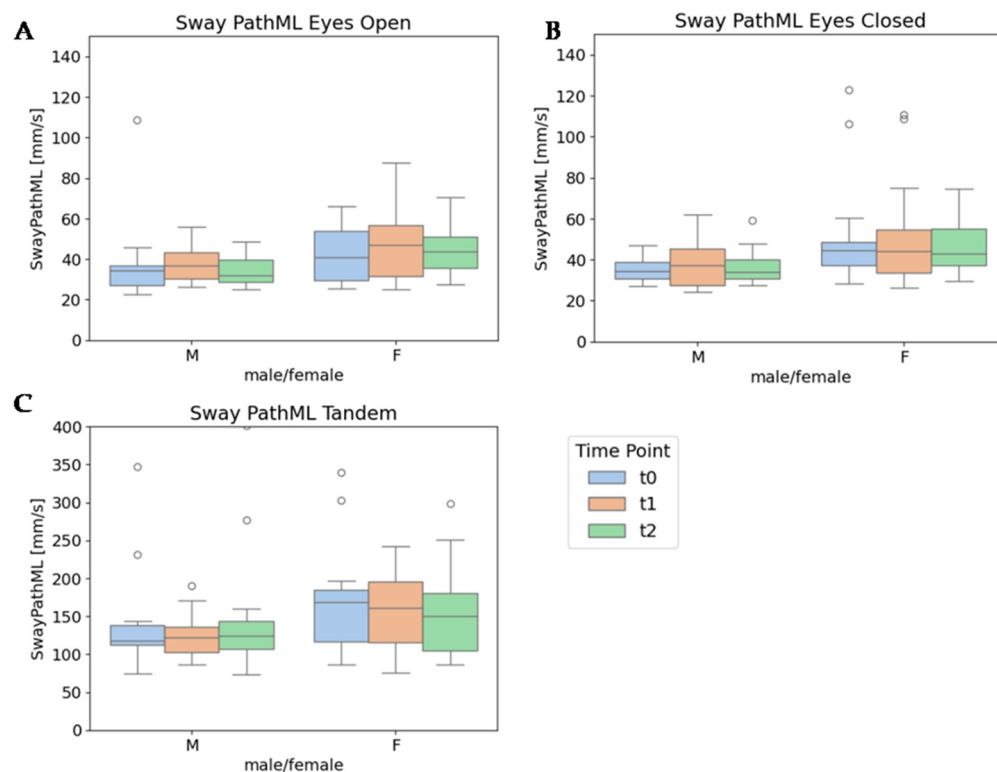 A
Sway PathML Eyes Open
SwayPathML [mm/s]
140
120
100
80
60
40
20
0
M
F
male/female
B
Sway PathML Eyes Closed
SwayPathML [mm/s]
140
120
100
80
60
40
20
0
M
F
male/female
C
Sway PathML Tandem
SwayPathML [mm/s]
400
350
300
250
200
150
100
50
0
M
F
male/female
Time Point
t0
t1
t2